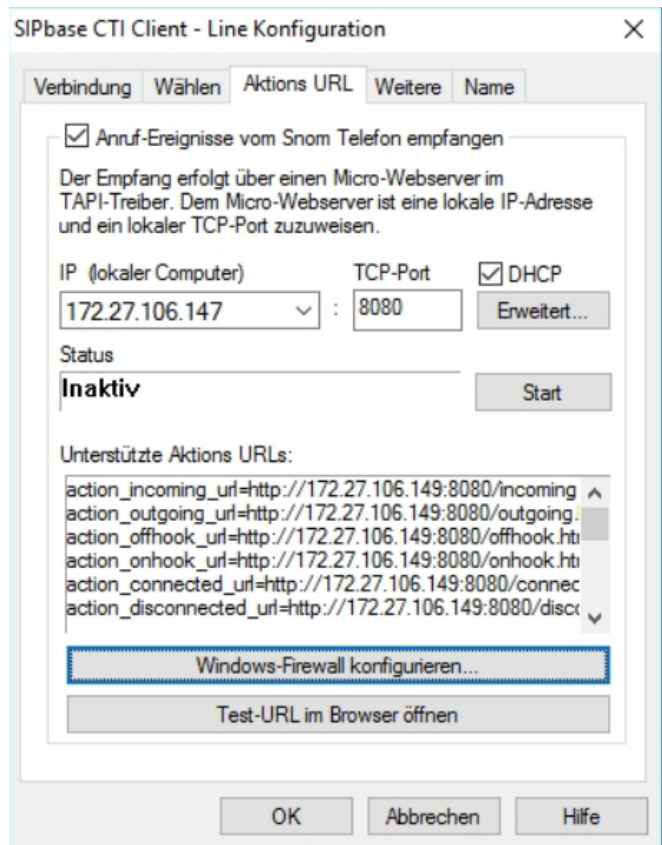 SIPbase CTI Client - Line Konfiguration
Verbindung Wählen Aktions URL Weitere Name
Anruf-Ereignisse vom Snom Telefon empfangen
Der Empfang erfolgt über einen Micro-Webserver im
TAPI-Treiber. Dem Micro-Webserver ist eine lokale IP-Adresse
und ein lokaler TCP-Port zuzuweisen.
IP (lokaler Computer) TCP-Port DHCP
172.27.106.147 : 8080 Erweitert...
Status
Inaktiv Start
Unterstützte Aktions URLs:
action_incoming_url=http://172.27.106.149:8080/incoming
action_outgoing_url=http://172.27.106.149:8080/outgoing.
action_offhook_url=http://172.27.106.149:8080/offhook.ht
action_onhook_url=http://172.27.106.149:8080/onhook.ht
action_connected_url=http://172.27.106.149:8080/connec
action_disconnected_url=http://172.27.106.149:8080/disc
Windows-Firewall konfigurieren...
Test-URL im Browser öffnen
OK Abbrechen Hilfe